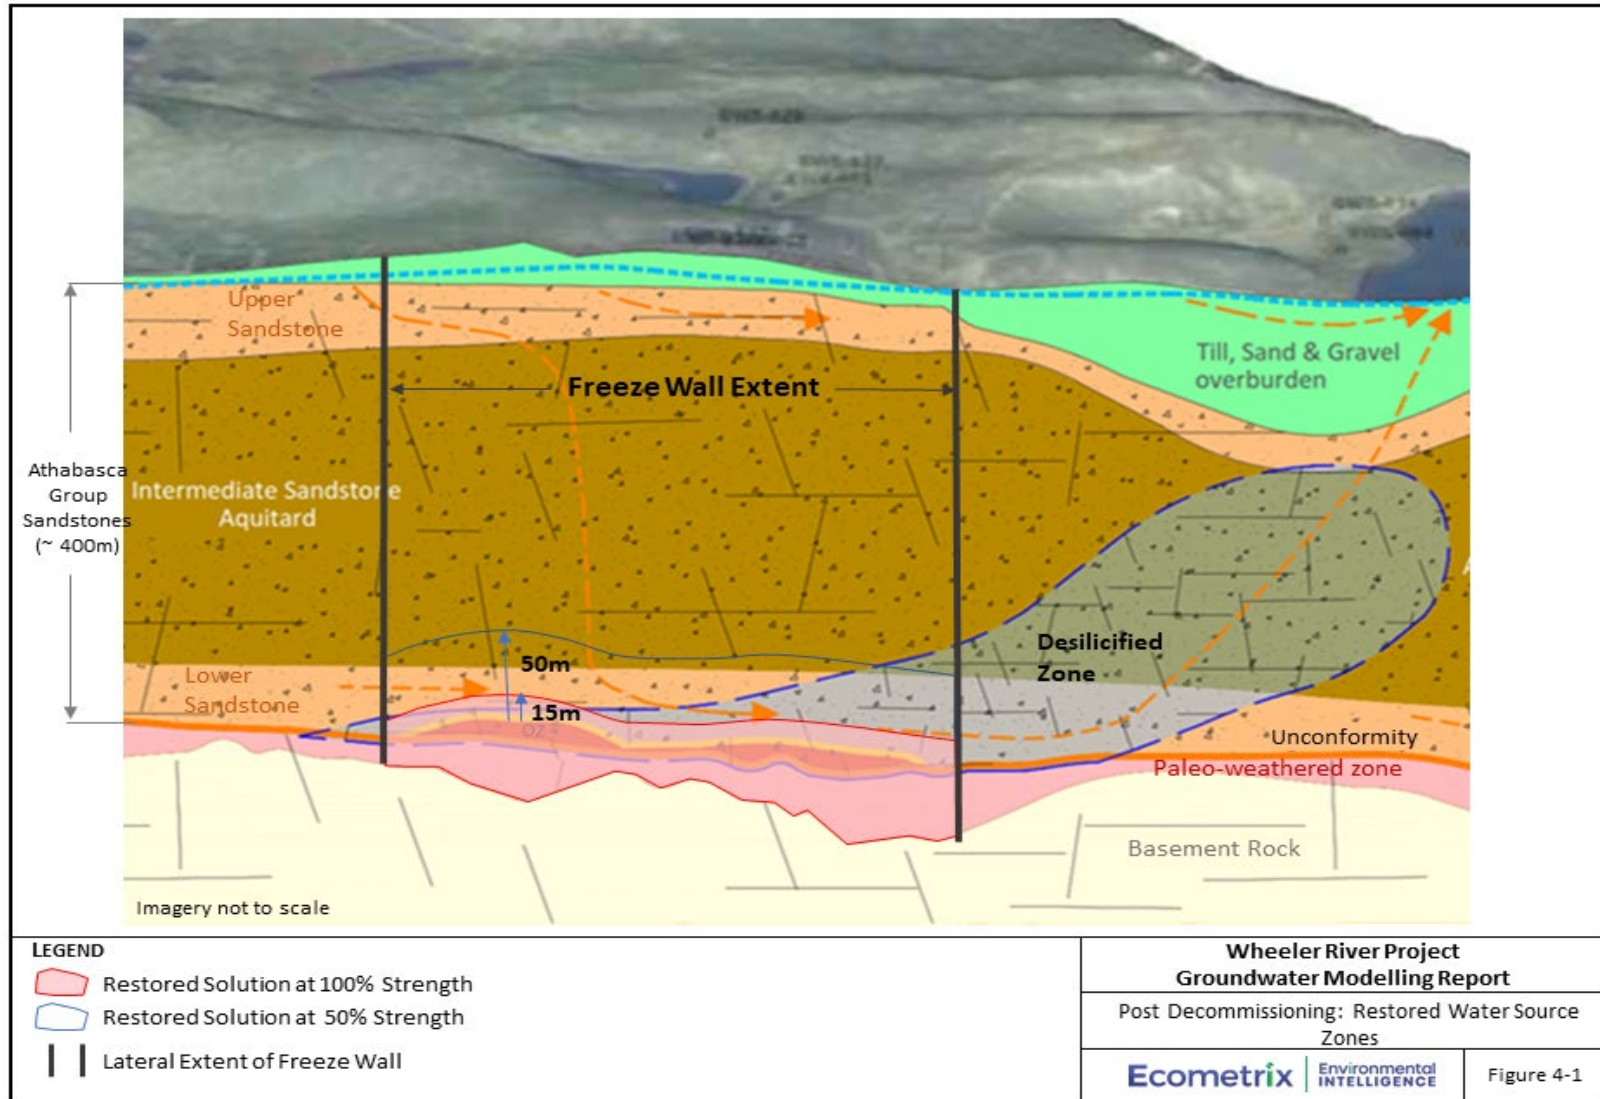 Upper
Sandstone
Till, Sand & Gravel
overburden
Freeze Wall Extent
Athabasca
Group
Sandstones
(~ 400m)
Intermediate Sandstone
Aquitard
Desilicified
Zone
50m
Lower
Sandstone
15m
OZ
Unconformity
Paleo-weathered zone
Basement Rock
Imagery not to scale
LEGEND
Restored Solution at 100% Strength
Restored Solution at 50% Strength
Lateral Extent of Freeze Wall
Wheeler River Project
Groundwater Modelling Report
Post Decommissioning: Restored Water Source
Zones
Ecometrix
Environmental
INTELLIGENCE
Figure 4-1